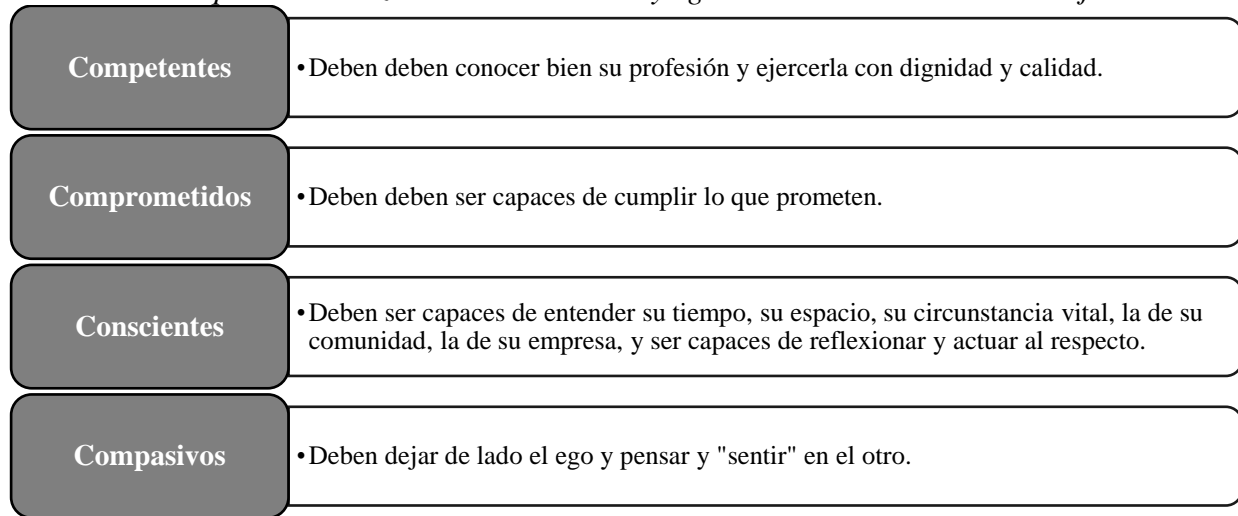 Competentes
•Deben deben conocer bien su profesión y ejercerla con dignidad y calidad.
Comprometidos
•Deben deben ser capaces de cumplir lo que prometen.
Conscientes
•Deben ser capaces de entender su tiempo, su espacio, su circunstancia vital, la de su
comunidad, la de su empresa, y ser capaces de reflexionar y actuar al respecto.
Compasivos
•Deben dejar de lado el ego y pensar y "sentir" en el otro.